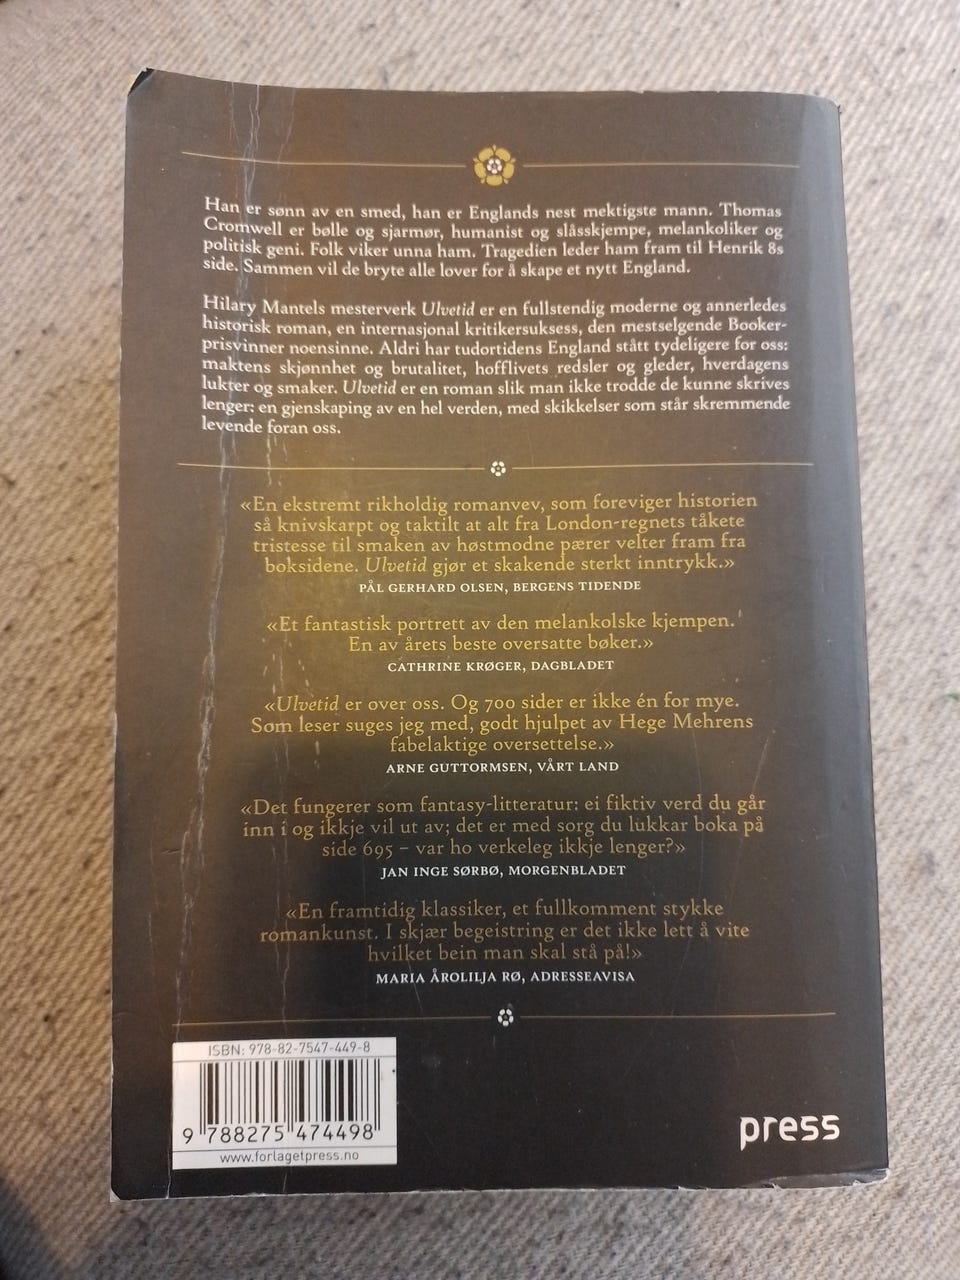 Han er sønn av en smed, han er Englands nest mektigste mann. Thomas
Cromwell er bølle og sjarmør, humanist og slåsskjempe, melankoliker og
politisk geni. Folk viker unna ham. Tragedien leder ham fram til Henrik 8s
side. Sammen vil de bryte alle lover for å skape et nytt England.
Hilary Mantels mesterverk Ulvetid er en fullstendig moderne og annerledes
historisk roman, en internasjonal kritikersuksess, den mestselgende Booker-
prisvinner noensinne. Aldri har tudortidens England stått tydeligere for oss:
maktens skjønnhet og brutalitet, hofflivets redsler og gleder, hverdagens
lukter og smaker. Ulvetid er en roman slik man ikke trodde de kunne skrives
lenger: en gjenskaping av en hel verden, med skikkelser som står skremmende
levende foran oss.
«En ekstremt rikholdig romanvev, som foreviger historien
så knivskarpt og taktilt at alt fra London-regnets tåkete
tristesse til smaken av høstmodne pærer velter fram fra
boksidene. Ulvetid gjør et skakende sterkt inntrykk.»
PÅL GERHARD OLSEN, BERGENS TIDENDE
«Et fantastisk portrett av den melankolske kjempen.
En av årets beste oversatte bøker.»
CATHRINE KRØGER, DAGBLADET
«Ulvetid er over oss. Og 700 sider er ikke én for mye.
Som leser suges jeg med, godt hjulpet av Hege Mehrens
fabelaktige oversettelse.»
ARNE GUTTORMSEN, VÅRT LAND
«Det fungerer som fantasy-litteratur: ei fiktiv verd du går
inn i og ikkje vil ut av; det er med sorg du lukkar boka på
side 695 – var ho verkeleg ikkje lenger?»
JAN INGE SØRBØ, MORGENBLADET
«En framtidig klassiker, et fullkomment stykke
romankunst. I skjær begeistring er det ikke lett å vite
hvilket bein man skal stå på!»
MARIA ÅROLILJA RØ, ADRESSEAVISA
ISBN: 978-82-7547-449-8
9 788275 474498
www.forlagetpress.no
press